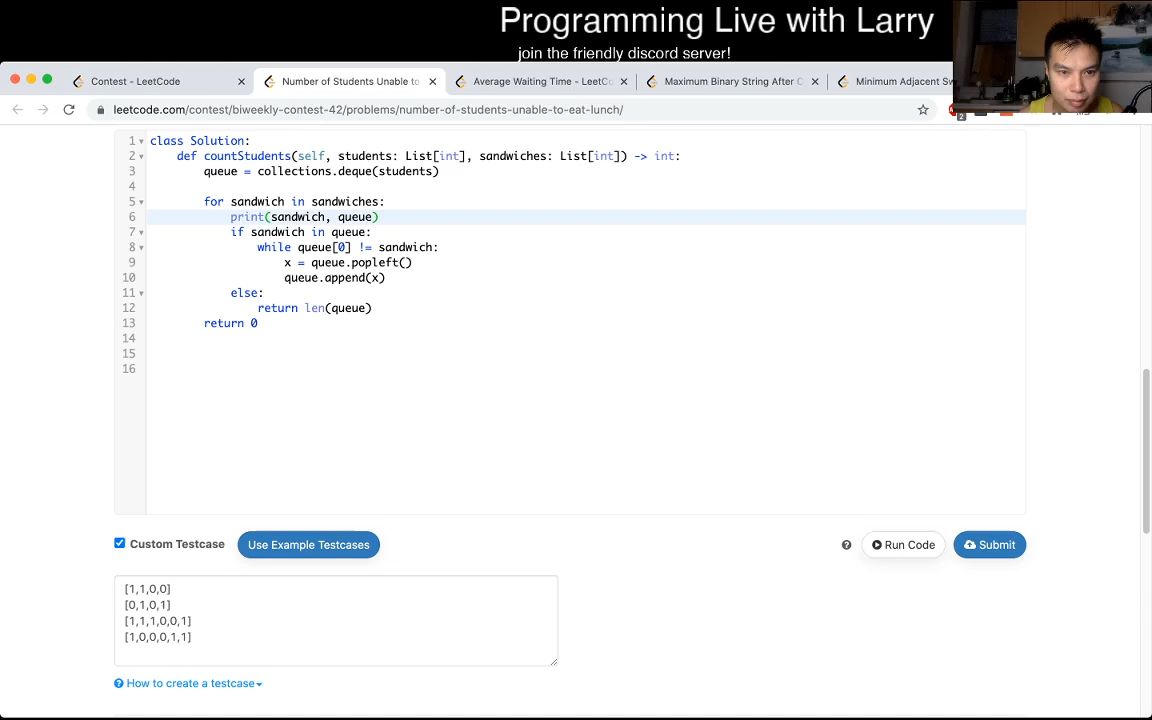 Programming Live with Larry
join the friendly discord server!
Contest - LeetCode
Number of Students Unable to
Average Waiting Time - LeetCo
Maximum Binary String After C
Minimum Adjacent Sw
leetcode.com/contest/biweekly-contest-42/problems/number-of-students-unable-to-eat-lunch/
2
1 class Solution:
2 def countStudents(self, students: List[int], sandwiches: List[int]) -> int:
3 queue = collections.deque(students)
4
5 for sandwich in sandwiches:
6 print(sandwich, queue)
7 if sandwich in queue:
8 while queue[0] != sandwich:
9 x = queue.popleft()
10 queue.append(x)
11 else:
12 return len(queue)
13 return 0
14
15
16
Custom Testcase
Use Example Testcases
Run Code
Submit
[1,1,0,0]
[0,1,0,1]
[1,1,1,0,0,1]
[1,0,0,0,1,1]
How to create a testcase